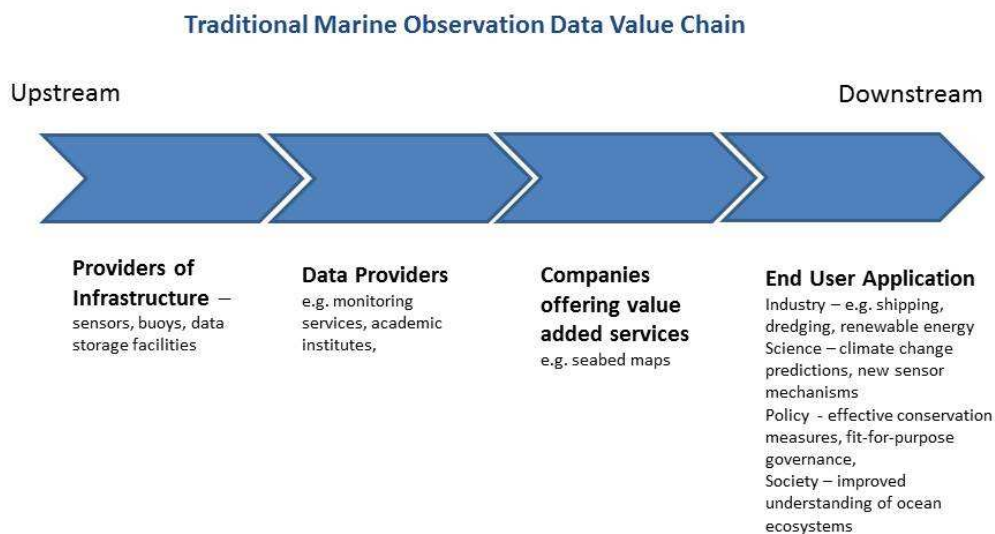 Traditional Marine Observation Data Value Chain
Upstream
Downstream
Providers of
Infrastructure –
sensors, buoys, data
storage facilities
Data Providers
e.g. monitoring
services, academic
institutes,
Companies
offering value
added services
e.g. seabed maps
End User Application
Industry – e.g. shipping,
dredging, renewable energy
Science – climate change
predictions, new sensor
mechanisms
Policy - effective conservation
measures, fit-for-purpose
governance,
Society – improved
understanding of ocean
ecosystems